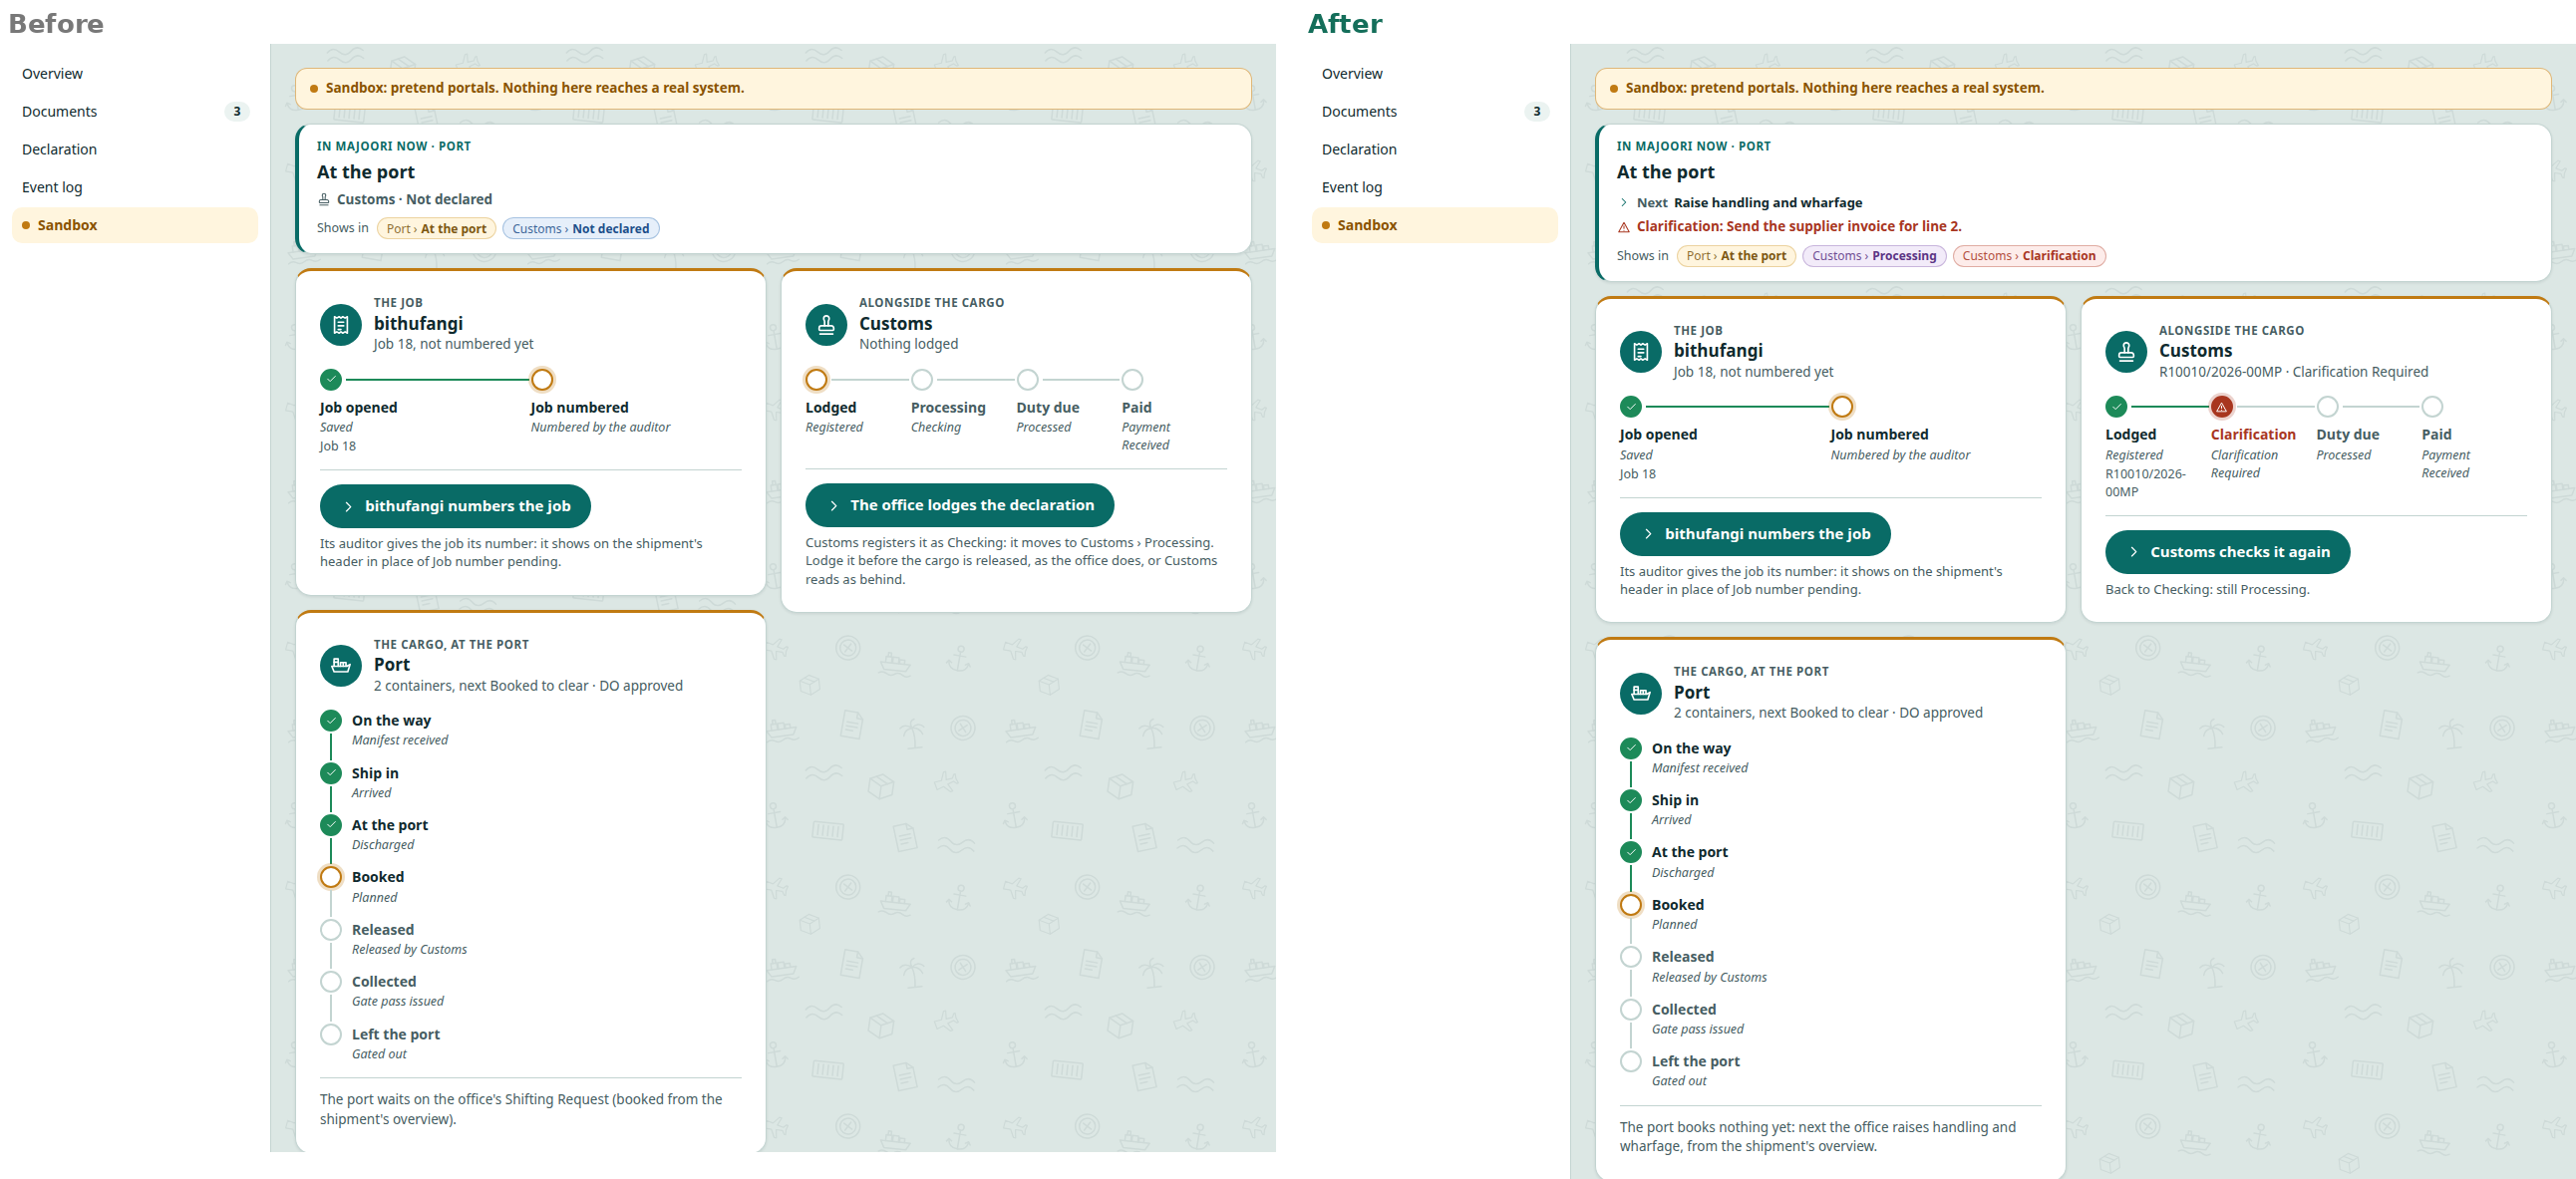 Before
Overview
Documents 3
Declaration
Event log
Sandbox
Sandbox: pretend portals. Nothing here reaches a real system.
IN MAJOORI NOW · PORT
At the port
Customs · Not declared
Shows in Port › At the port Customs › Not declared
THE JOB
bithufangi
Job 18, not numbered yet
Job opened
Saved
Job 18
Job numbered
Numbered by the auditor
bithufangi numbers the job
Its auditor gives the job its number: it shows on the shipment's
header in place of Job number pending.
ALONGSIDE THE CARGO
Customs
Nothing lodged
Lodged
Registered
Processing
Checking
Duty due
Processed
Paid
Payment
Received
The office lodges the declaration
Customs registers it as Checking: it moves to Customs › Processing.
Lodge it before the cargo is released, as the office does, or Customs
reads as behind.
THE CARGO, AT THE PORT
Port
2 containers, next Booked to clear · DO approved
On the way
Manifest received
Ship in
Arrived
At the port
Discharged
Booked
Planned
Released
Released by Customs
Collected
Gate pass issued
Left the port
Gated out
The port waits on the office's Shifting Request (booked from the
shipment's overview).
After
Overview
Documents 3
Declaration
Event log
Sandbox
Sandbox: pretend portals. Nothing here reaches a real system.
IN MAJOORI NOW · PORT
At the port
Next Raise handling and wharfage
Clarification: Send the supplier invoice for line 2.
Shows in Port › At the port Customs › Processing Customs › Clarification
THE JOB
bithufangi
Job 18, not numbered yet
Job opened
Saved
Job 18
Job numbered
Numbered by the auditor
bithufangi numbers the job
Its auditor gives the job its number: it shows on the shipment's
header in place of Job number pending.
ALONGSIDE THE CARGO
Customs
R10010/2026-00MP · Clarification Required
Lodged
Registered
R10010/2026-
00MP
Clarification
Clarification
Required
Duty due
Processed
Paid
Payment
Received
Customs checks it again
Back to Checking: still Processing.
THE CARGO, AT THE PORT
Port
2 containers, next Booked to clear · DO approved
On the way
Manifest received
Ship in
Arrived
At the port
Discharged
Booked
Planned
Released
Released by Customs
Collected
Gate pass issued
Left the port
Gated out
The port books nothing yet: next the office raises handling and
wharfage, from the shipment's overview.